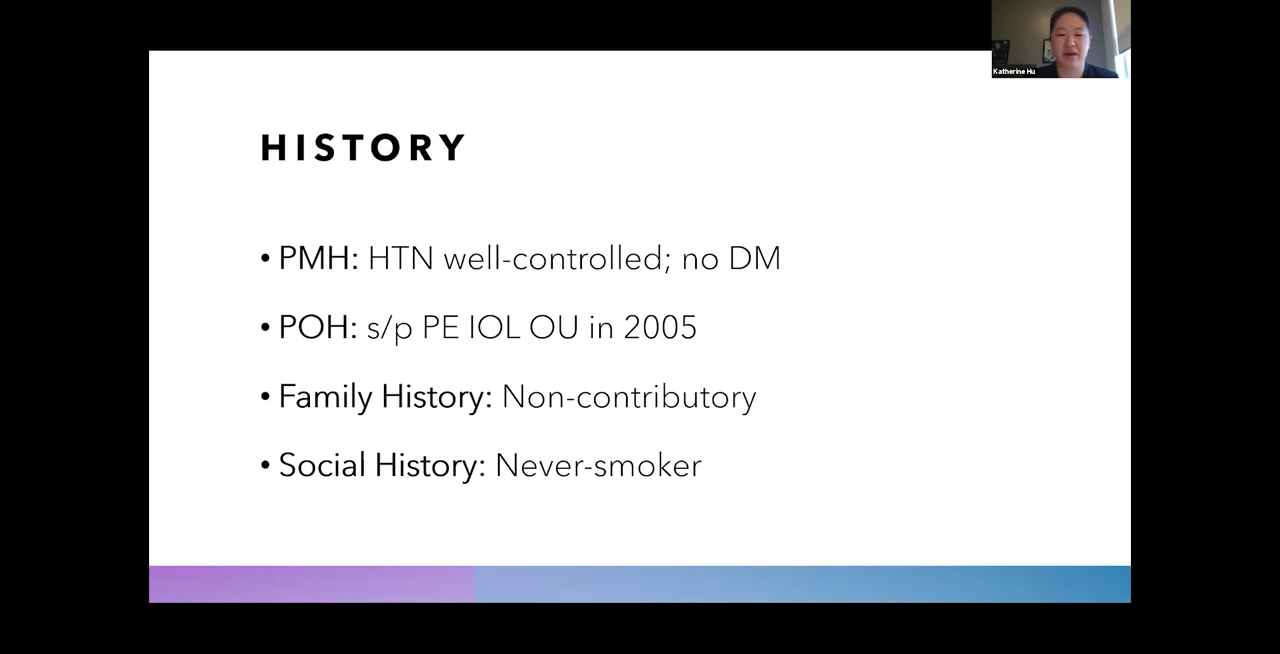 Katherine Hu
HISTORY
• PMH: HTN well-controlled; no DM
• POH: s/p PE IOL OU in 2005
• Family History: Non-contributory
• Social History: Never-smoker